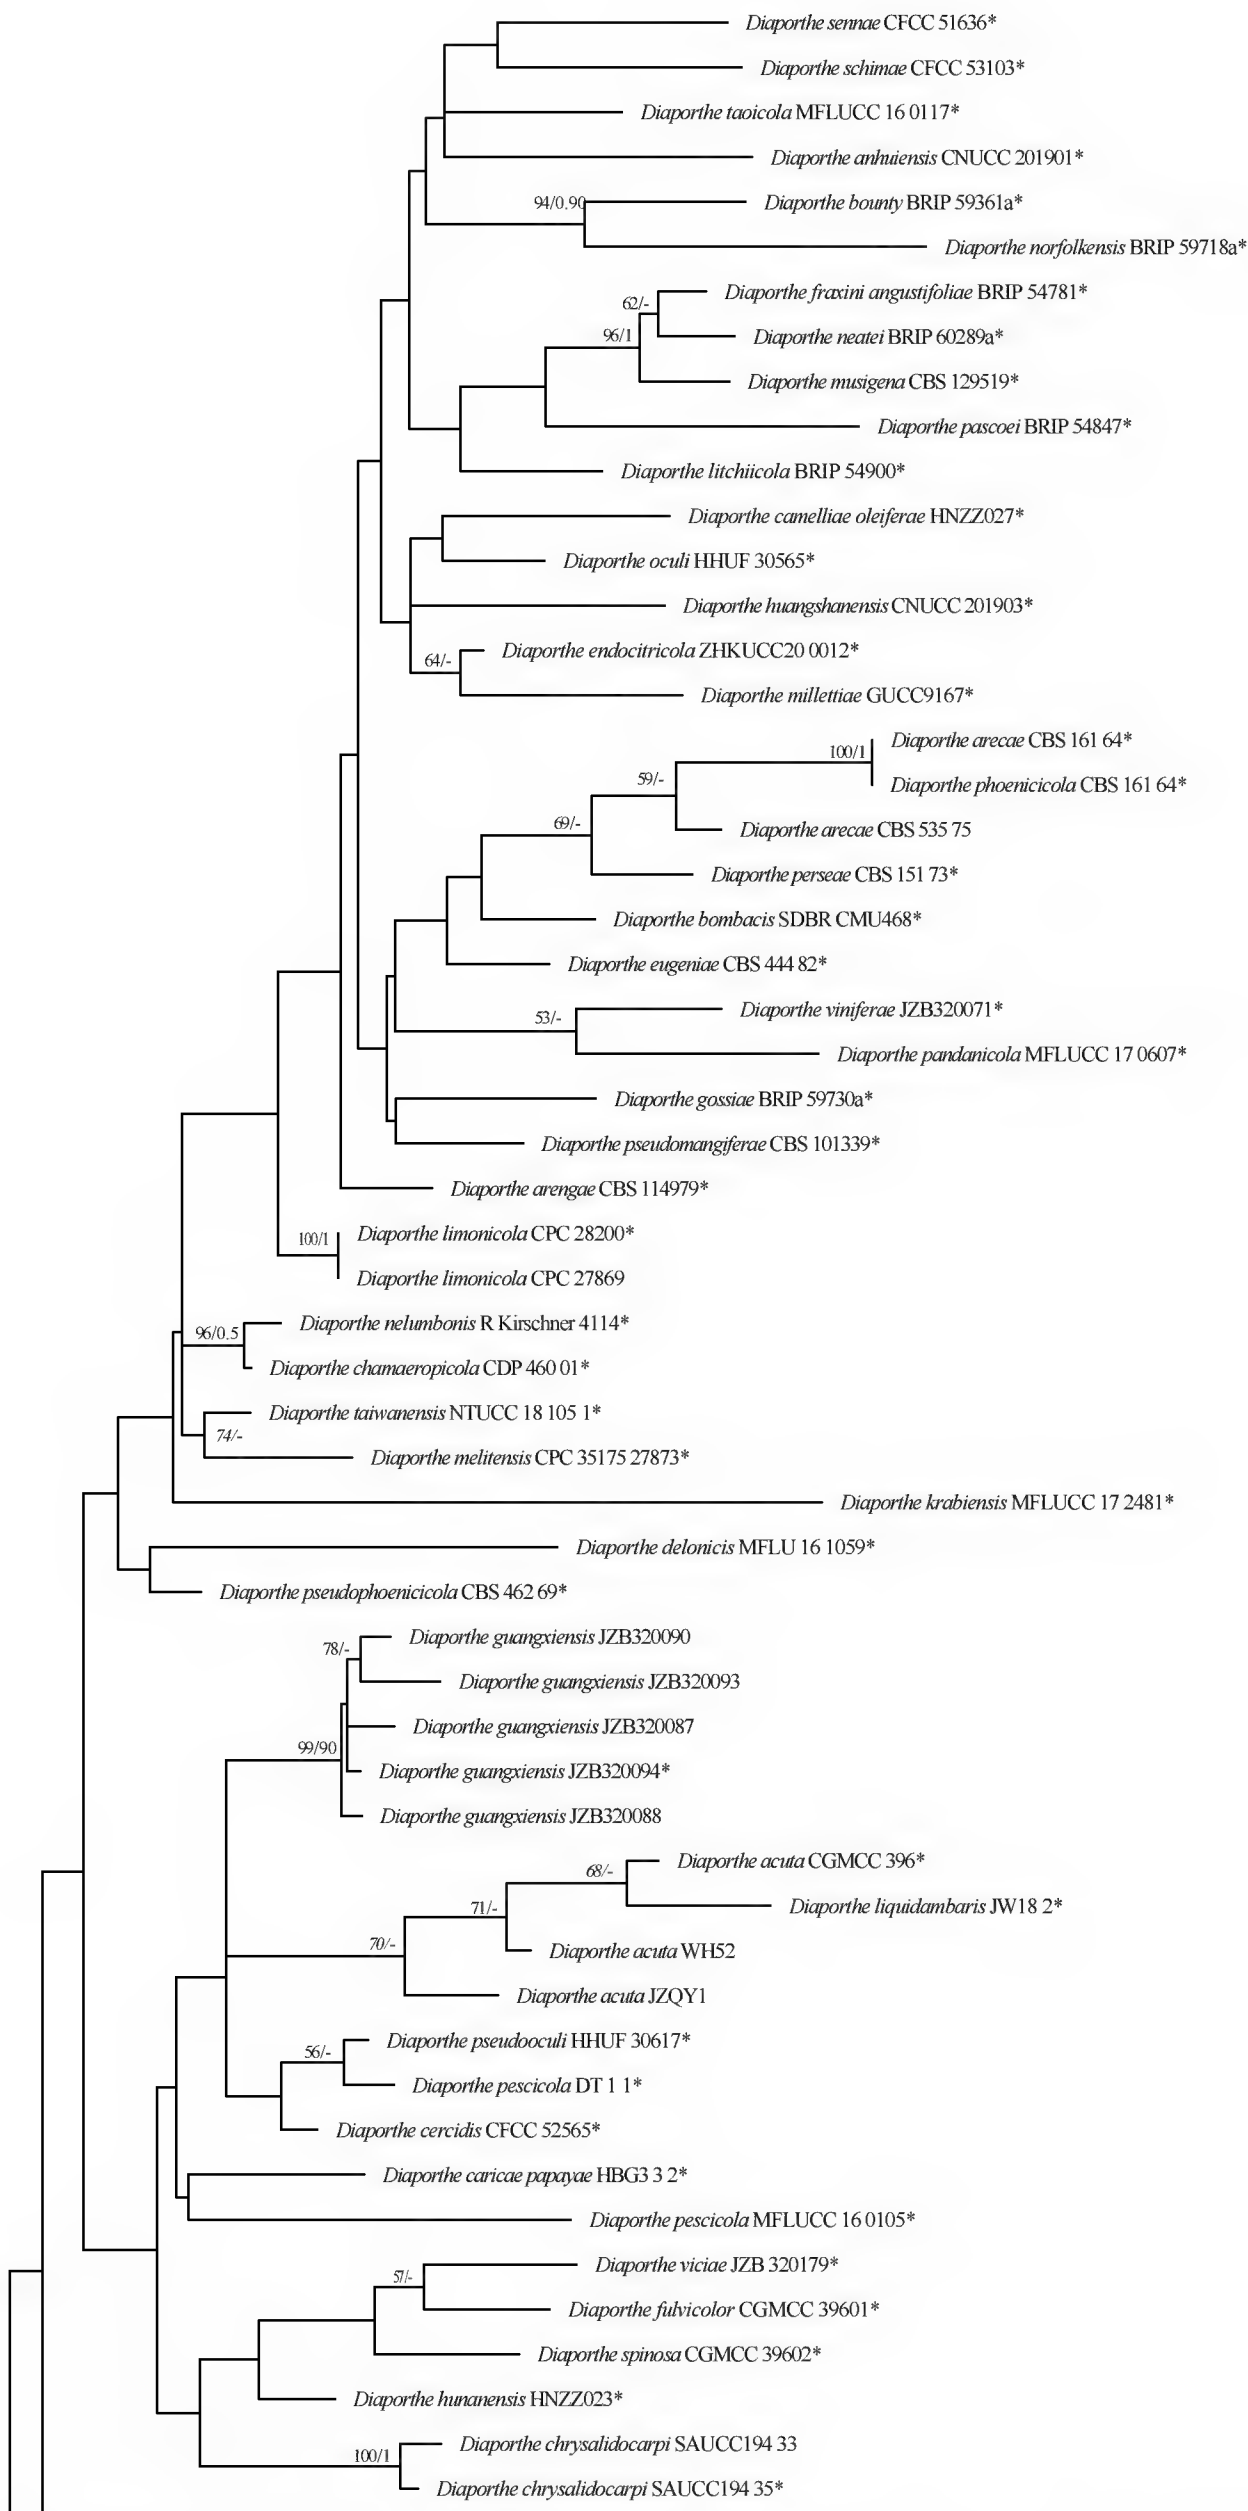 Diaporthe sennae CFCC 51636*
Diaporthe schimae CFCC 53103*
Diaporthe taoicola MFLUCC 16 0117*
Diaporthe anhuiensis CNUCC 201901*
94/0.90
Diaporthe bounty BRIP 59361a*
Diaporthe norfolkensis BRIP 59718a*
Diaporthe fraxini angustifoliae BRIP 54781*
62/-
96/1
Diaporthe neatei BRIP 60289a*
Diaporthe musigena CBS 129519*
Diaporthe pascoei BRIP 54847*
Diaporthe litchiicola BRIP 54900*
Diaporthe camelliae oleiferae HNZZ027*
Diaporthe oculi HHUF 30565*
Diaporthe huangshanensis CNUCC 201903*
Diaporthe endocitricola ZHKUCC20 0012*
64/-
Diaporthe millettiae GUCC9167*
Diaporthe arecae CBS 161 64*
100/1
Diaporthe phoenicicola CBS 161 64*
59/-
Diaporthe arecae CBS 535 75
69/-
Diaporthe perseae CBS 151 73*
Diaporthe bombacis SDBR CMU468*
Diaporthe eugeniae CBS 444 82*
Diaporthe viniferae JZB320071*
53/-
Diaporthe pandanicola MFLUCC 17 0607*
Diaporthe gossiae BRIP 59730a*
Diaporthe pseudomangiferae CBS 101339*
Diaporthe arengae CBS 114979*
Diaporthe limonicola CPC 28200*
100/1
Diaporthe limonicola CPC 27869
Diaporthe nelumbonis R Kirschner 4114*
96/0.5
Diaporthe chamaeropicola CDP 460 01*
Diaporthe taiwanensis NTUCC 18 105 1*
74/-
Diaporthe melitensis CPC 35175 27873*
Diaporthe krabiensis MFLUCC 17 2481*
Diaporthe delonicis MFLU 16 1059*
Diaporthe pseudophoenicicola CBS 462 69*
Diaporthe guangxiensis JZB320090
78/-
Diaporthe guangxiensis JZB320093
Diaporthe guangxiensis JZB320087
99/90
Diaporthe guangxiensis JZB320094*
Diaporthe guangxiensis JZB320088
Diaporthe acuta CGMCC 396*
68/-
Diaporthe liquidambaris JW18 2*
71/-
Diaporthe acuta WH52
70/-
Diaporthe acuta JZQY1
Diaporthe pseudooculi HHUF 30617*
56/-
Diaporthe pescicola DT 1 1*
Diaporthe cercidis CFCC 52565*
Diaporthe caricae papayae HBG3 3 2*
Diaporthe pescicola MFLUCC 16 0105*
Diaporthe viciae JZB 320179*
57/-
Diaporthe fulvicolor CGMCC 39601*
Diaporthe spinosa CGMCC 39602*
Diaporthe hunanensis HNZZ023*
Diaporthe chrysalidocarpi SAUCC194 33
100/1
Diaporthe chrysalidocarpi SAUCC194 35*